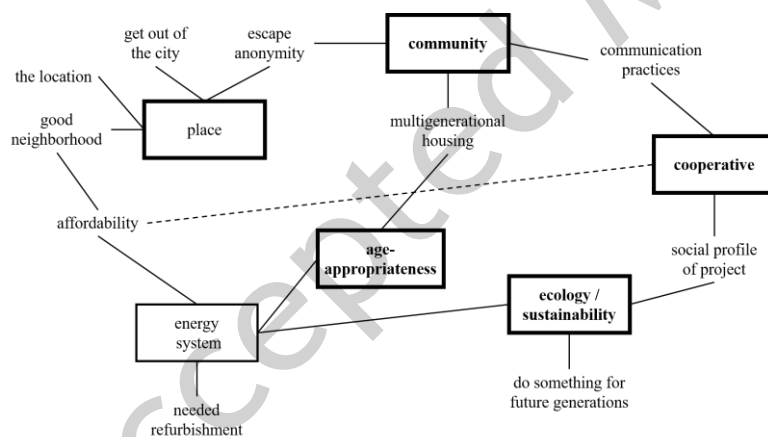 get out of
the city
escape
anonymity
community
communication
practices
the location
good
neighborhood
place
multigenerational
housing
cooperative
affordability
age-
appropriateness
social profile
of project
ecology /
sustainability
energy
system
do something for
future generations
needed
refurbishment
cepted M